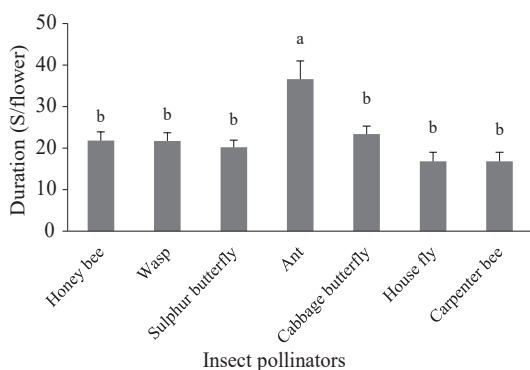 Duration (S/flower)
50
40
30
20
10
0
b
b
b
a
b
b
b
Honey bee
Wasp
Sulphur butterfly
Ant
Cabbage butterfly
House fly
Carpenter bee
Insect pollinators